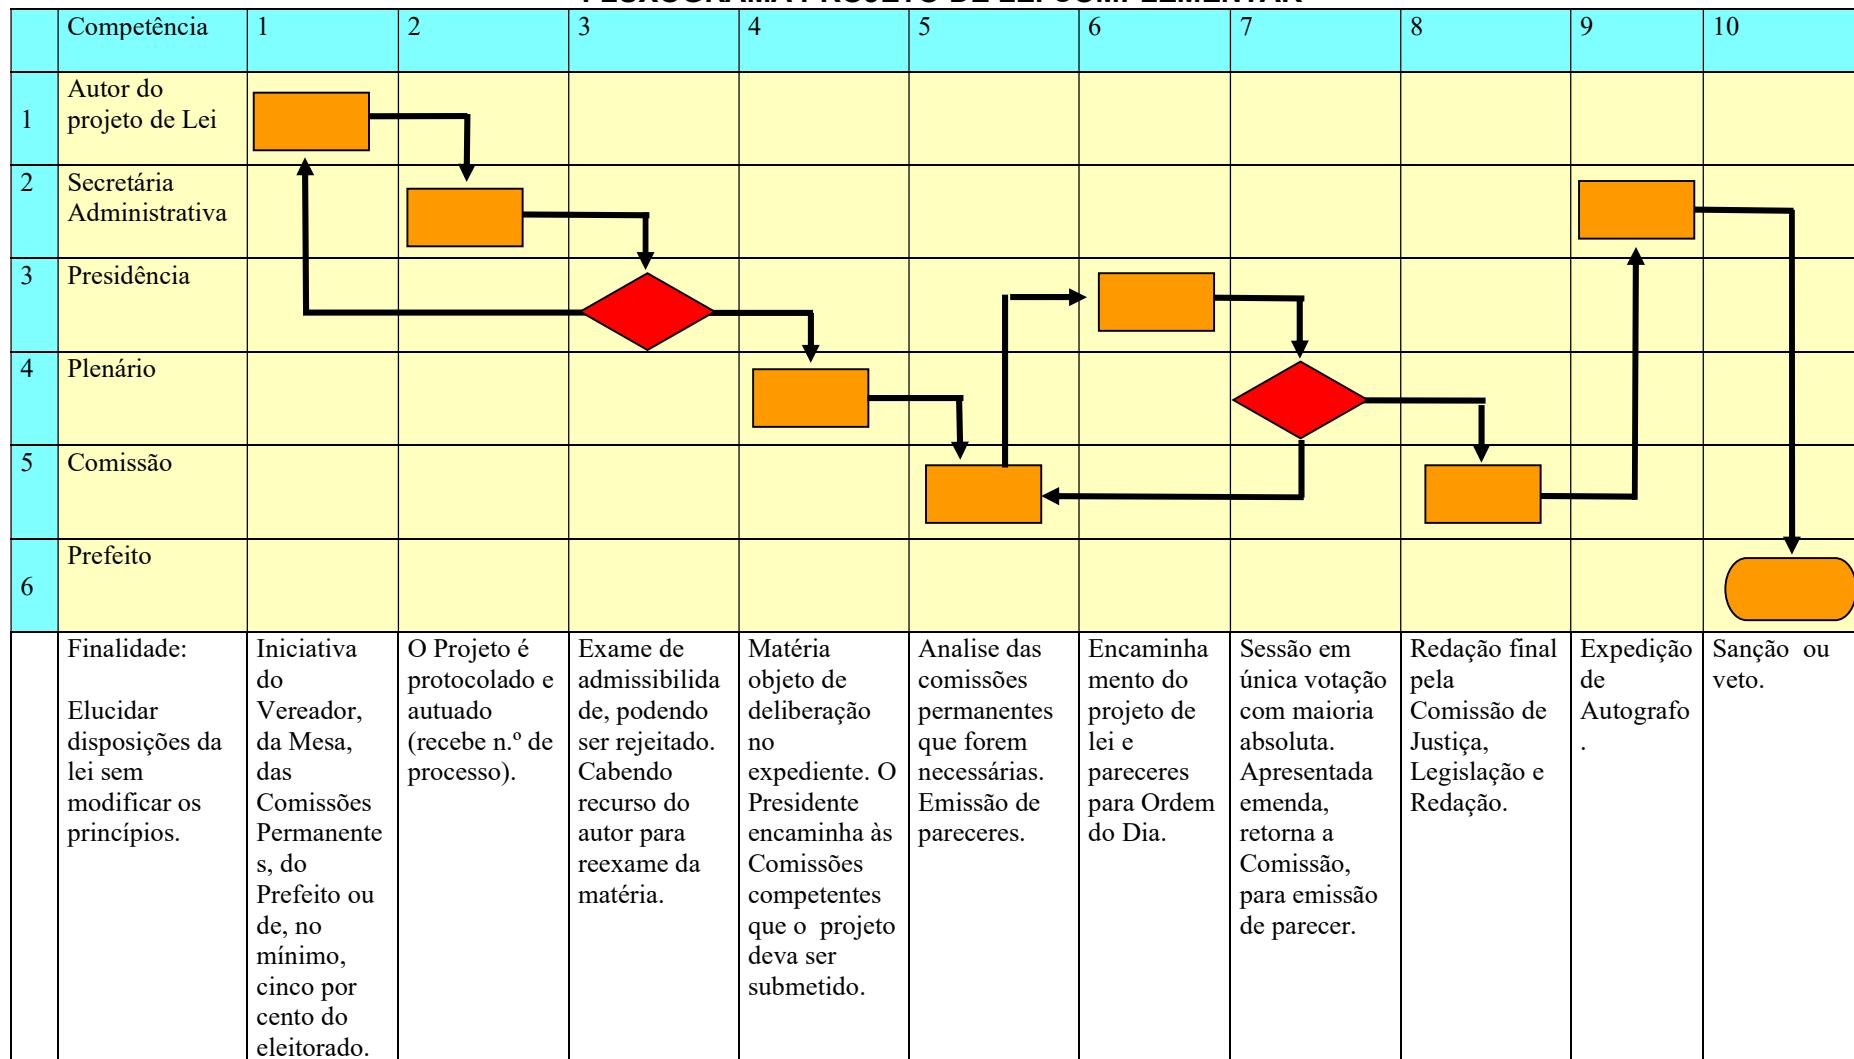 FLUXOGRAMA PROJETO DE LEI COMPLEMENTAR
Competência 1 2 3 4 5 6 7 8 9 10
1
Autor do
projeto de Lei
2
Secretária
Administrativa
3
Presidência
4
Plenário
5
Comissão
6
Prefeito
Finalidade:
Elucidar
disposições da
lei sem
modificar os
princípios.
Iniciativa
do
Vereador,
da Mesa,
das
Comissões
Permanente
s, do
Prefeito ou
de, no
mínimo,
cinco por
cento do
eleitorado.
O Projeto é
protocolado e
autuado
(recebe n.º de
processo).
Exame de
admissibilida
de, podendo
ser rejeitado.
Cabendo
recurso do
autor para
reexame da
matéria.
Matéria
objeto de
deliberação
no
expediente. O
Presidente
encaminha às
Comissões
competentes
que o projeto
deva ser
submetido.
Analise das
comissões
permanentes
que forem
necessárias.
Emissão de
pareceres.
Encaminha
mento do
projeto de
lei e
pareceres
para Ordem
do Dia.
Sessão em
única votação
com maioria
absoluta.
Apresentada
emenda,
retorna a
Comissão,
para emissão
de parecer.
Redação final
pela
Comissão de
Justiça,
Legislação e
Redação.
Expedição
de
Autografo
.
Sanção ou
veto.